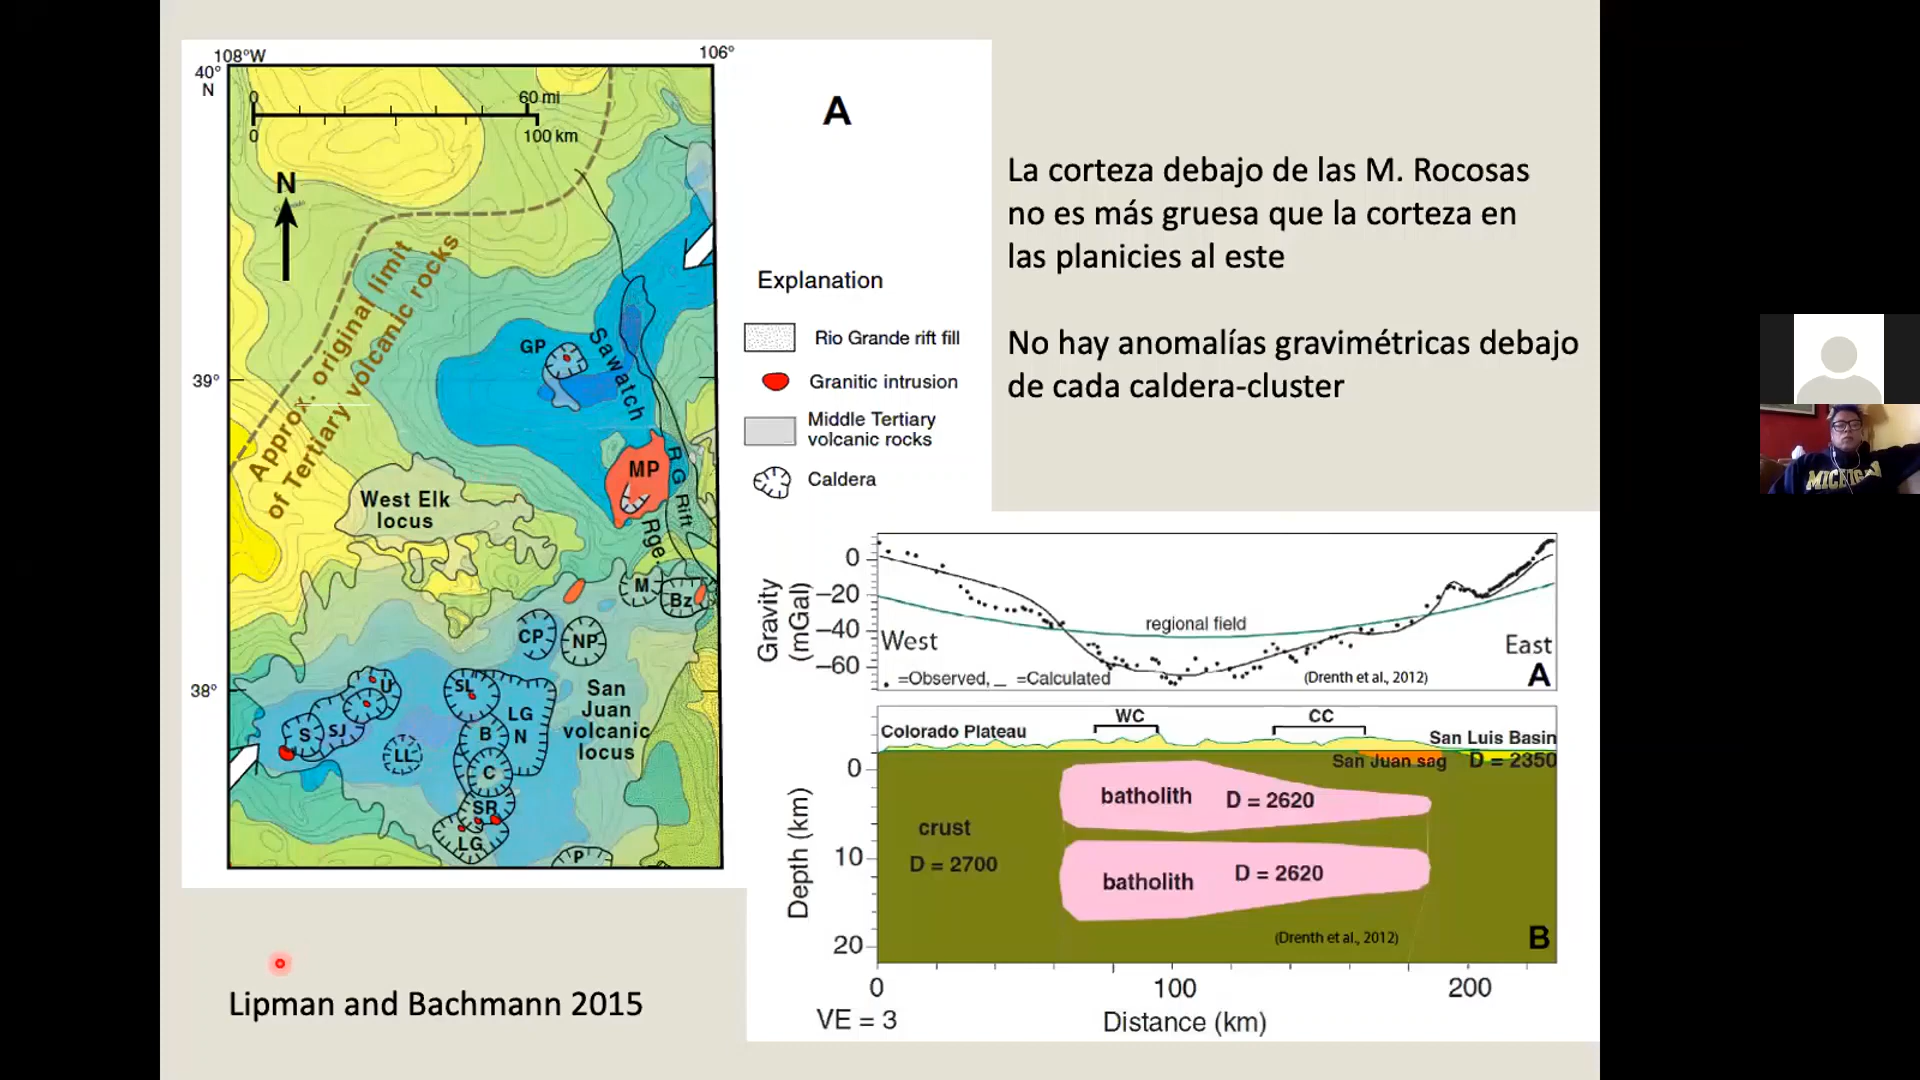 108°W
106°
40°
N
0
60 mi
0
100 km
N
Approx. original limit
of Tertiary volcanic rocks
GP
Sawatch
39°
MP
R G Rift
Rge
West Elk
locus
M
Bz
CP
NP
38°
U
SL
San
Juan
volcanic
locus
LG
N
S
SJ
B
LL
C
SR
LG
P
A
Explanation
Rio Grande rift fill
Granitic intrusion
Middle Tertiary
volcanic rocks
Caldera
La corteza debajo de las M. Rocosas
no es más gruesa que la corteza en
las planicies al este
No hay anomalías gravimétricas debajo
de cada caldera-cluster
Gravity
(mGal)
0
–20
–40
–60
regional field
West
East
=Observed, _ =Calculated
(Drenth et al., 2012)
A
WC
CC
Colorado Plateau
San Luis Basin
San Juan sag
D = 2350
Depth (km)
0
10
20
batholith
D = 2620
crust
D = 2700
batholith
D = 2620
(Drenth et al., 2012)
B
0
100
200
VE = 3
Distance (km)
Lipman and Bachmann 2015
MICHIGAN